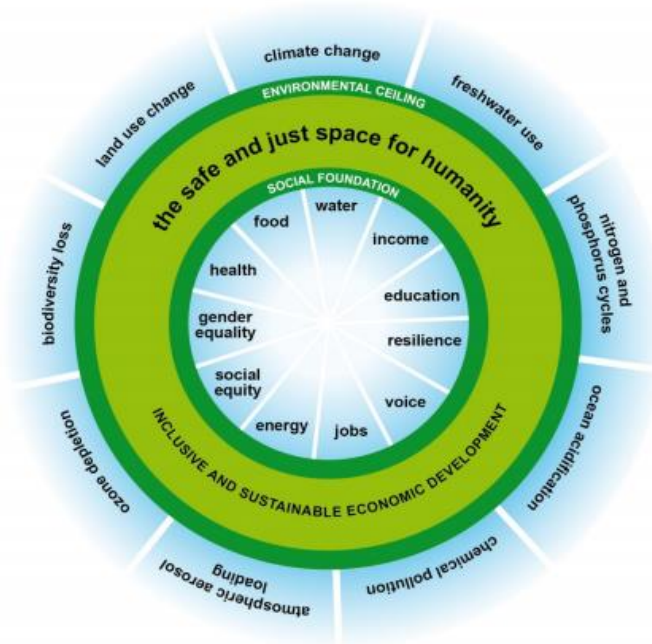 climate change
freshwater use
nitrogen and
phosphorus cycles
ocean acidification
chemical pollution
atmospheric aerosol
loading
ozone depletion
biodiversity loss
land use change
ENVIRONMENTAL CEILING
the safe and just space for humanity
SOCIAL FOUNDATION
water
income
education
resilience
voice
jobs
energy
social
equity
gender
equality
health
food
INCLUSIVE AND SUSTAINABLE ECONOMIC DEVELOPMENT